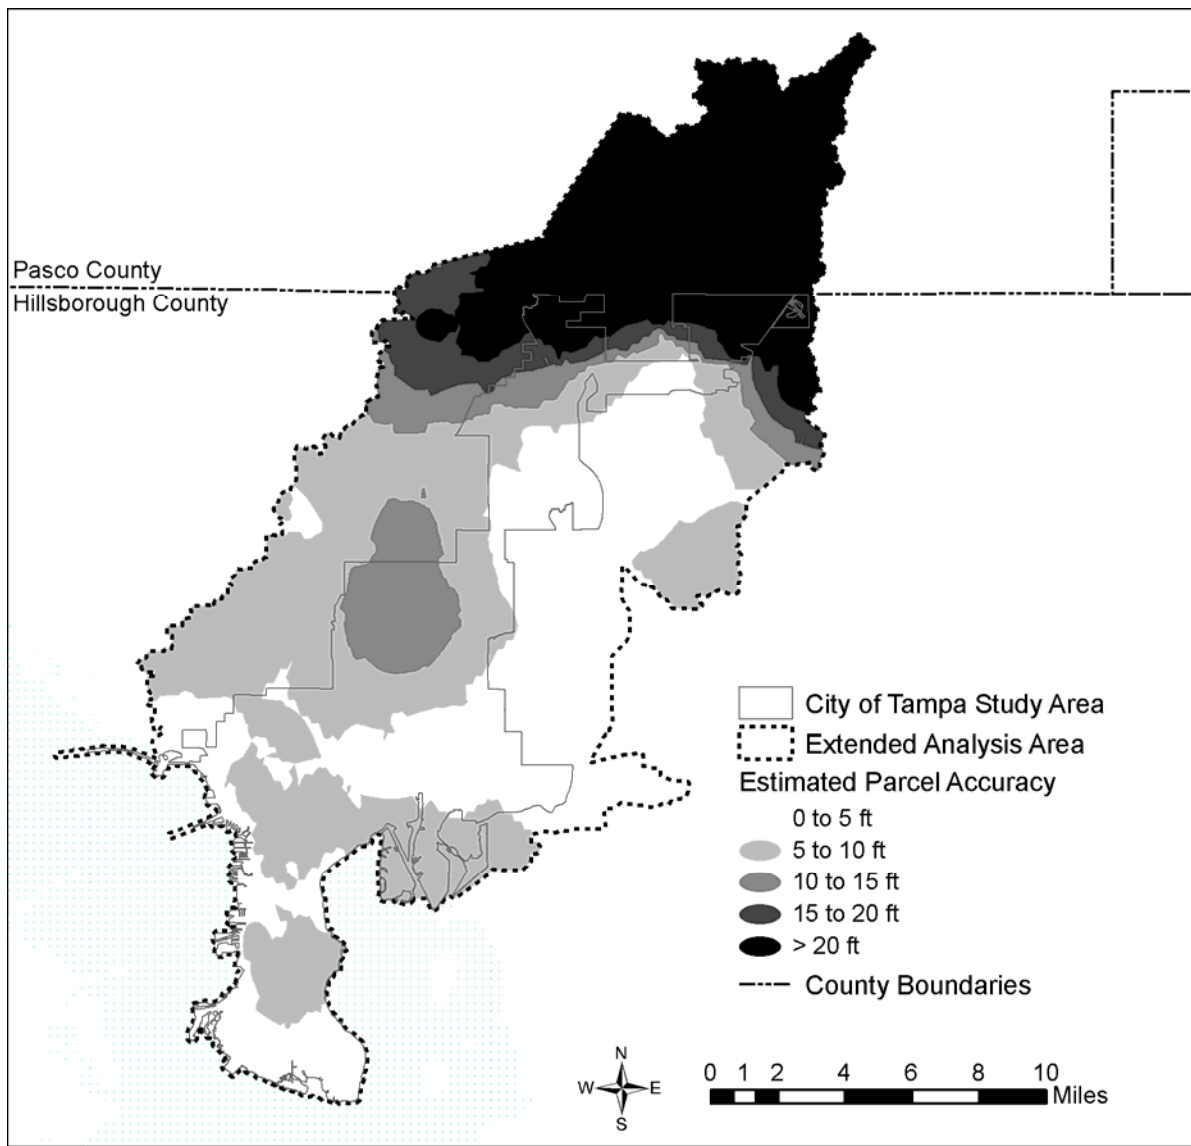 Pasco County
Hillsborough County
City of Tampa Study Area
Extended Analysis Area
Estimated Parcel Accuracy
0 to 5 ft
5 to 10 ft
10 to 15 ft
15 to 20 ft
> 20 ft
County Boundaries
N
W E
S
0 1 2 4 6 8 10
Miles